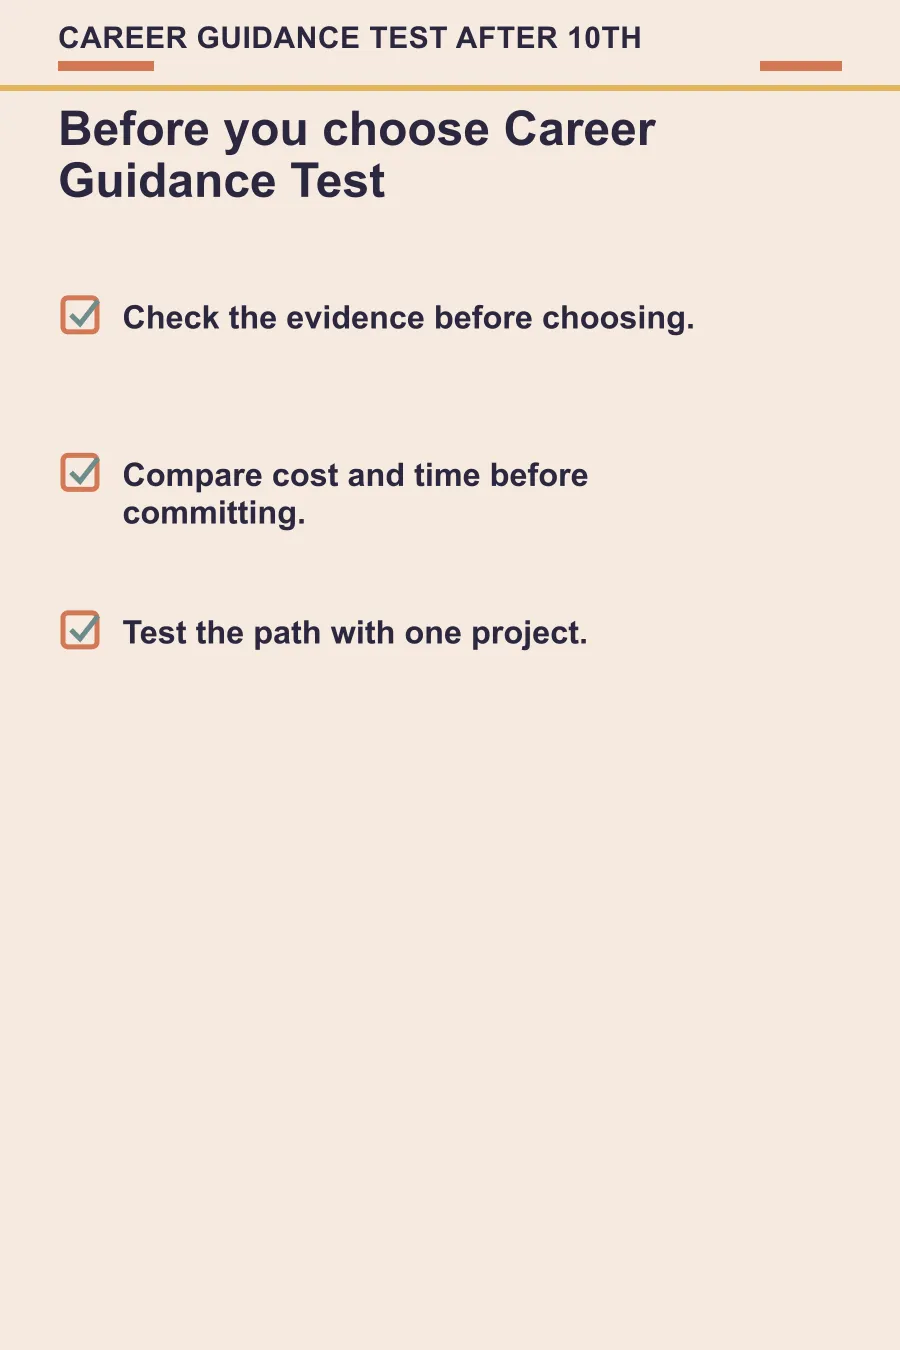 CAREER GUIDANCE TEST AFTER 10TH
Before you choose Career
Guidance Test
Check the evidence before choosing.
Compare cost and time before
committing.
Test the path with one project.